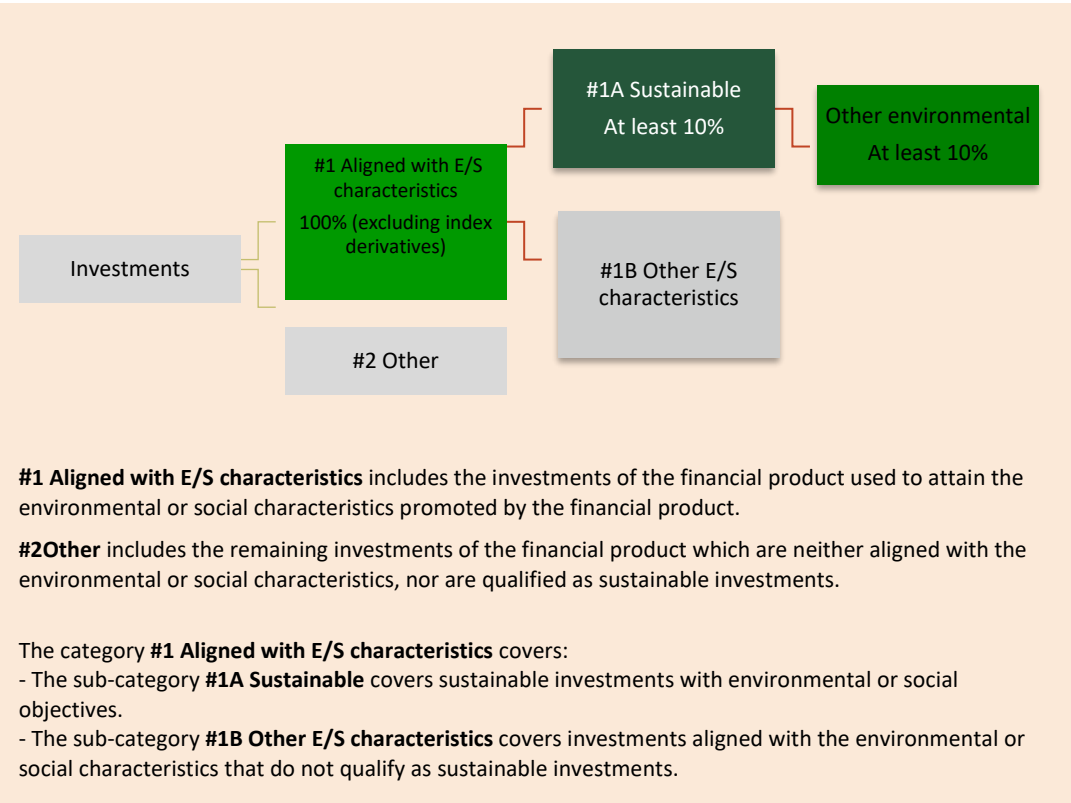 #1A Sustainable
At least 10%
Other environmental
At least 10%
#1 Aligned with E/S
characteristics
100% (excluding index
derivatives)
Investments
#1B Other E/S
characteristics
#2 Other
#1 Aligned with E/S characteristics includes the investments of the financial product used to attain the
environmental or social characteristics promoted by the financial product.
#2Other includes the remaining investments of the financial product which are neither aligned with the
environmental or social characteristics, nor are qualified as sustainable investments.
The category #1 Aligned with E/S characteristics covers:
- The sub-category #1A Sustainable covers sustainable investments with environmental or social
objectives.
- The sub-category #1B Other E/S characteristics covers investments aligned with the environmental or
social characteristics that do not qualify as sustainable investments.